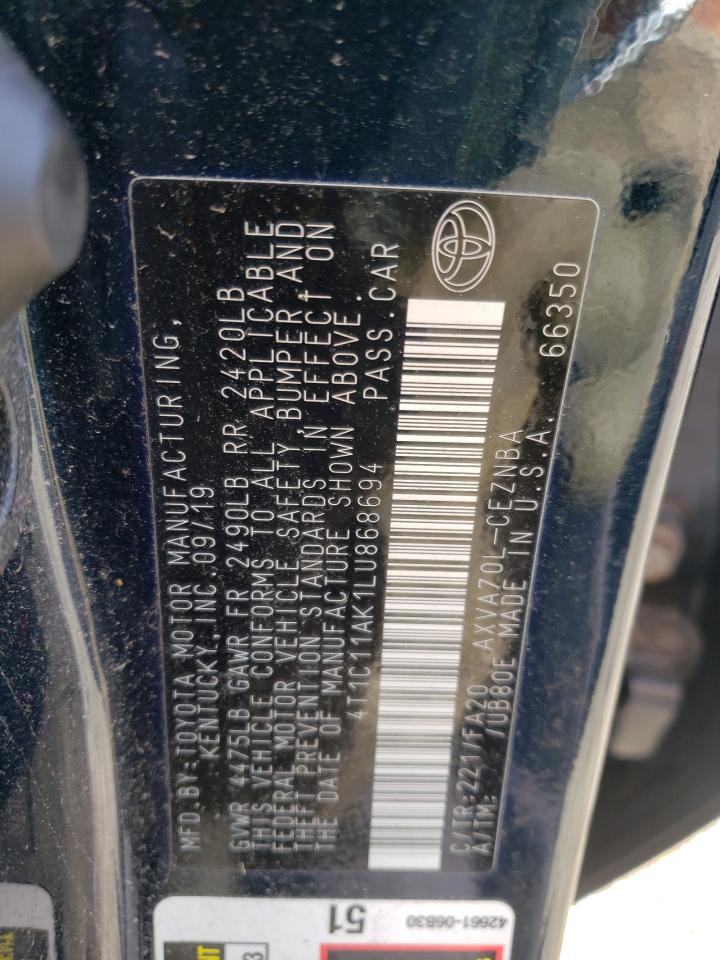 MFD. BY: TOYOTA MOTOR MANUFACTURING,
KENTUCKY, INC. 09/19
GVWR 4475LB GAWR FR 2490LB RR 2420LB
THIS VEHICLE CONFORMS TO ALL APPLICABLE
FEDERAL MOTOR VEHICLE SAFETY, BUMPER, AND
THEFT PREVENTION STANDARDS IN EFFECT ON
THE DATE OF MANUFACTURE SHOWN ABOVE.
4T1C11AK1LU868694 PASS.CAR
C/TR:221/FA20 AXVA70L-CEZNBA
A/TM: /UB80E MADE IN U.S.A. 66350
51
42661-06B30